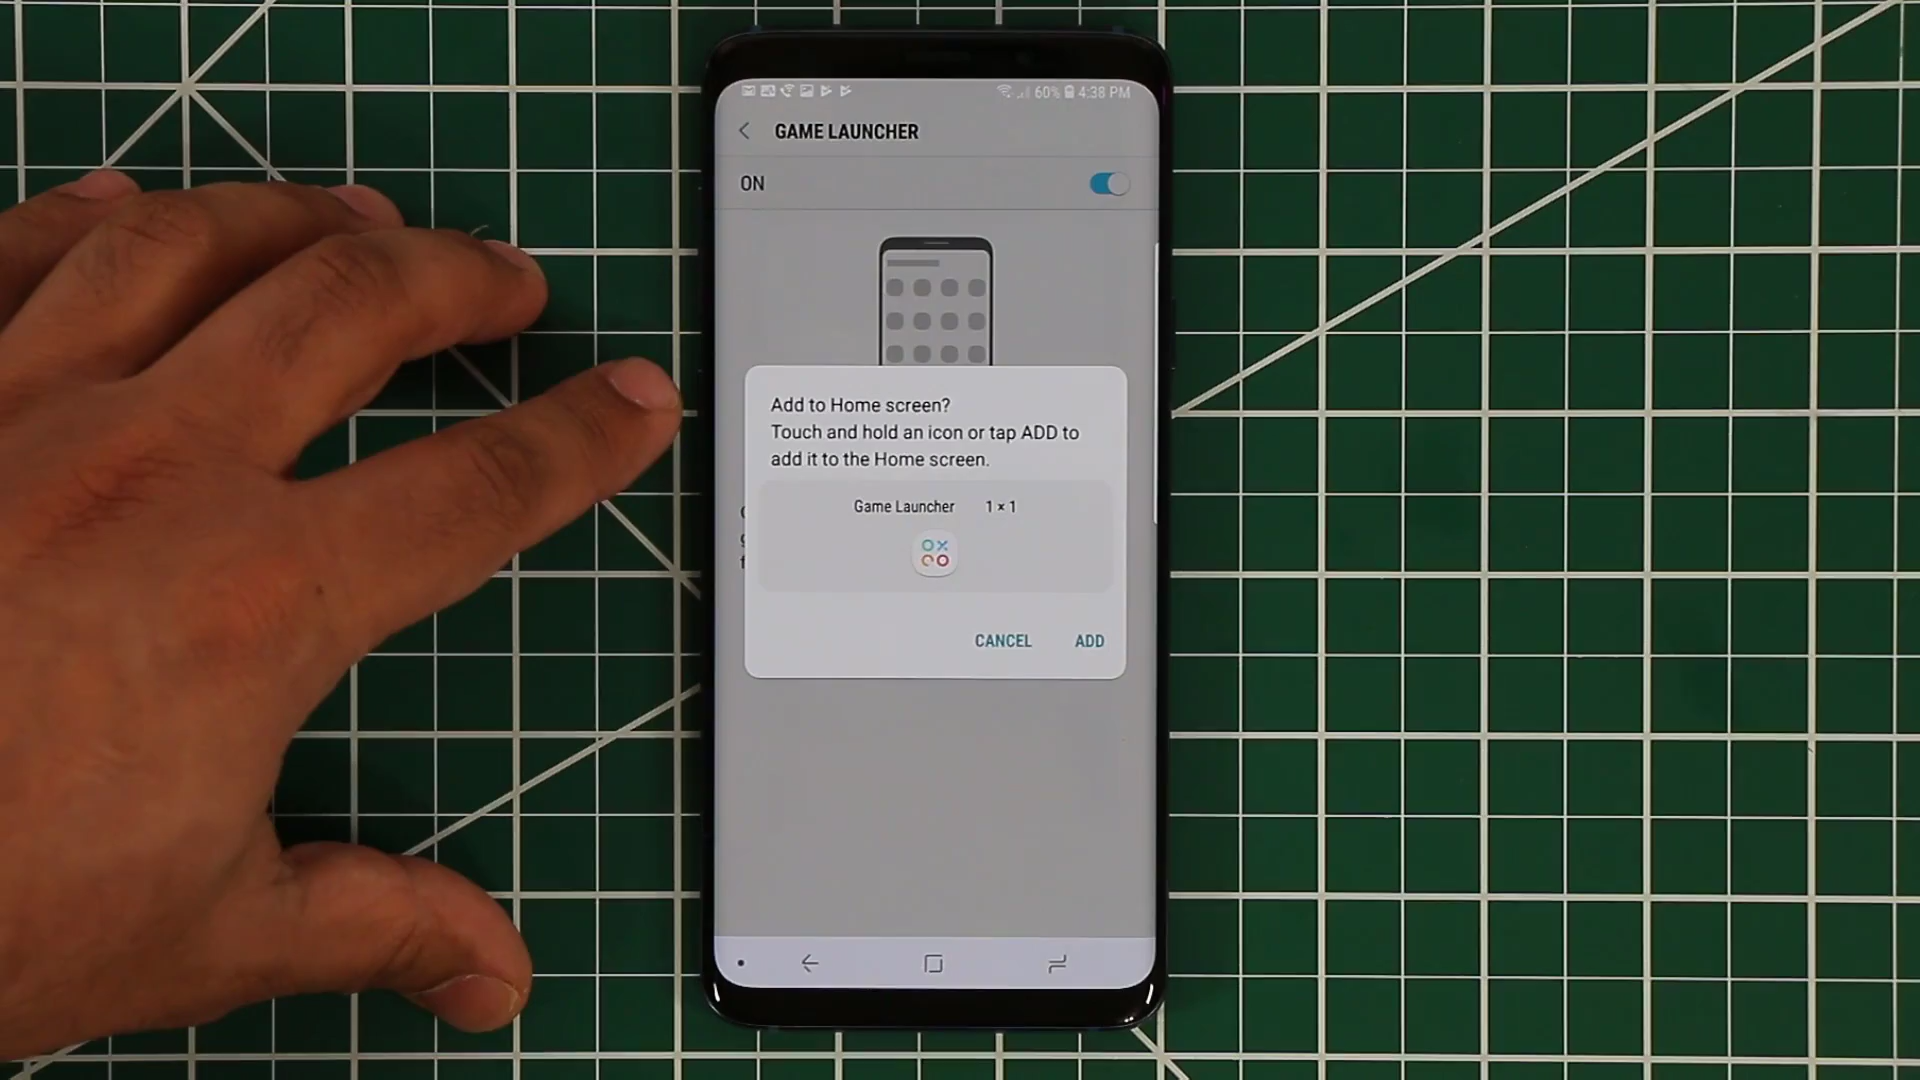 60% 4:38 PM
GAME LAUNCHER
ON
Add to Home screen?
Touch and hold an icon or tap ADD to
add it to the Home screen.
Game Launcher 1 × 1
CANCEL ADD